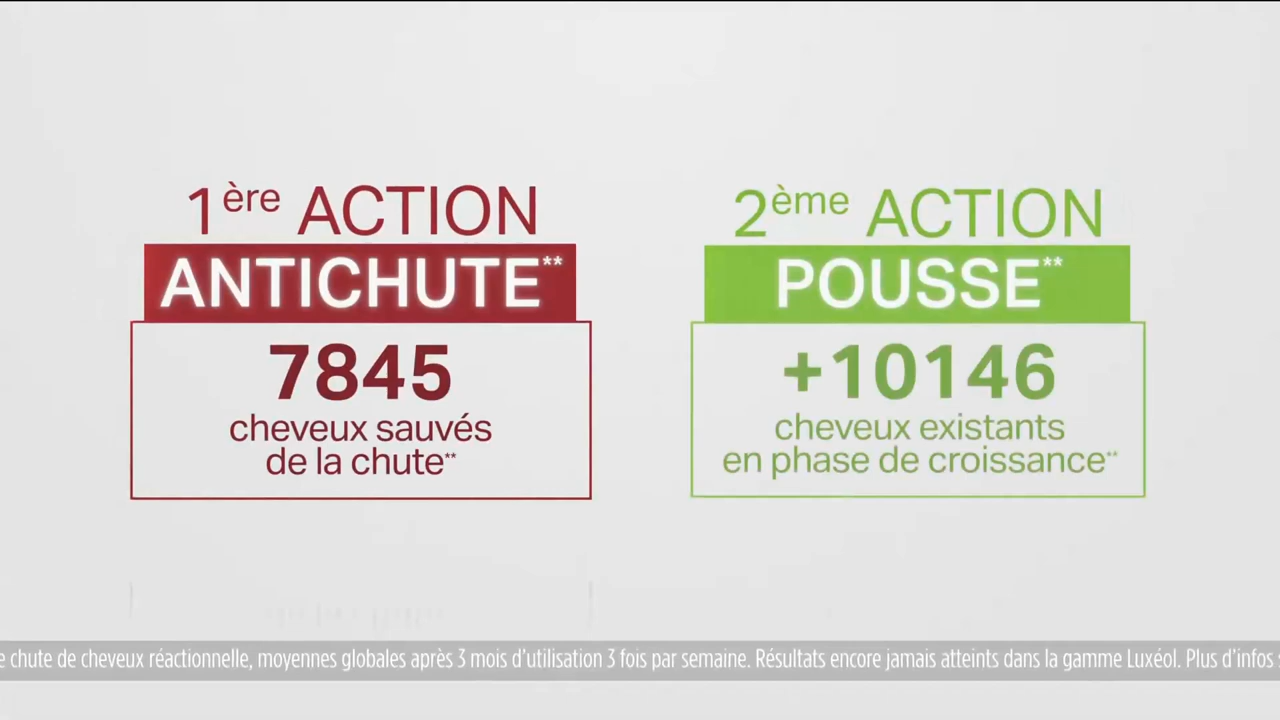 1ère ACTION
ANTICHUTE**
7845
cheveux sauvés
de la chute**
2ème ACTION
POUSSE**
+10146
cheveux existants
en phase de croissance**
chute de cheveux réactionnelle, moyennes globales après 3 mois d'utilisation 3 fois par semaine. Résultats encore jamais atteints dans la gamme Luxéol. Plus d'infos